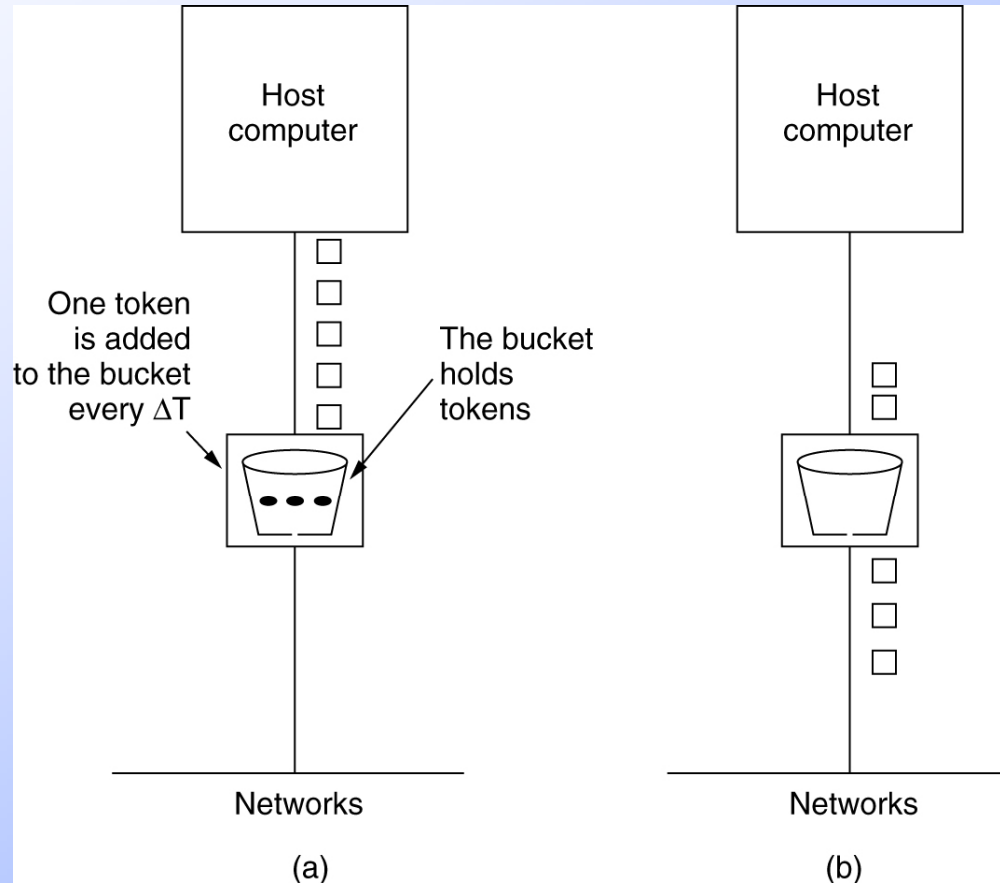 Host
computer
Host
computer
One token
is added
to the bucket
every ΔT
The bucket
holds
tokens
Networks
Networks
(a)
(b)